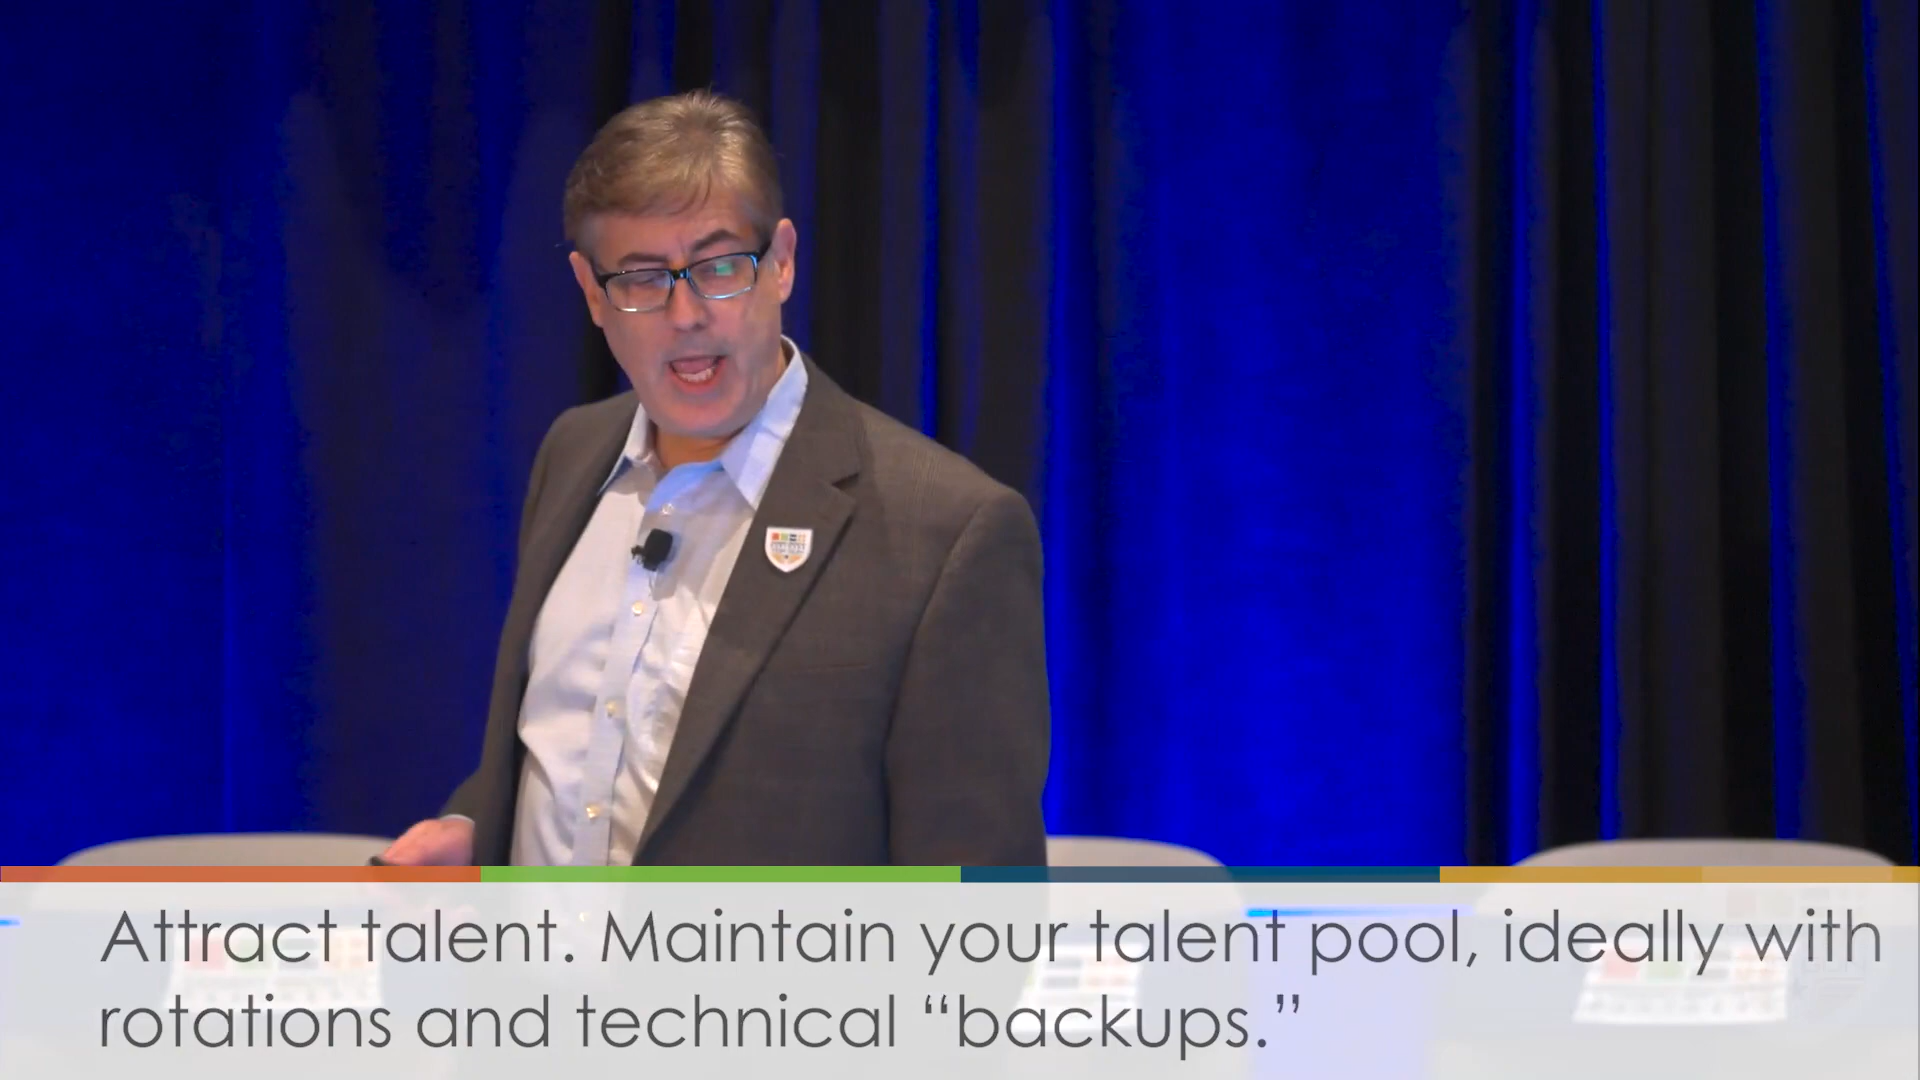 Attract talent. Maintain your talent pool, ideally with
rotations and technical “backups.”